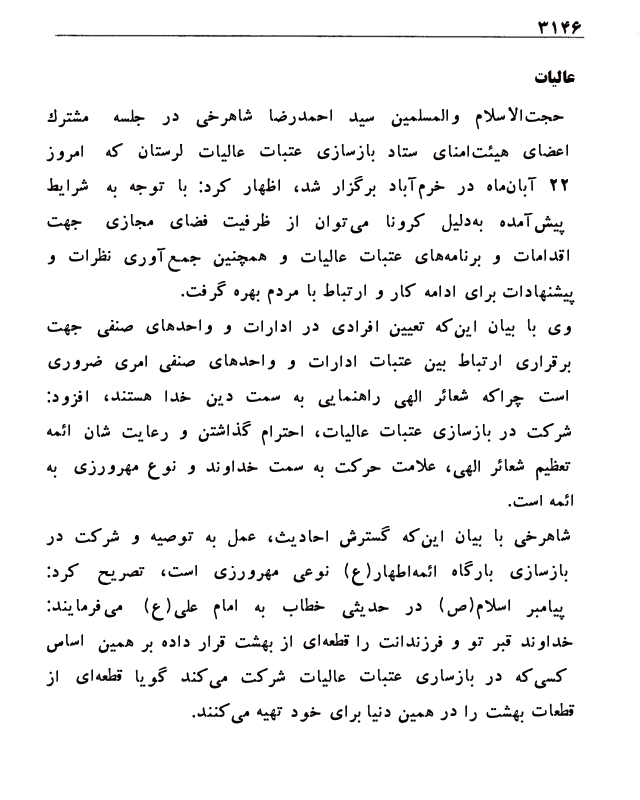 ۳۱۴۶
عالیات
حجت‌الاسلام والمسلمین سید احمدرضا شاهرخی در جلسه مشترك
اعضای هیئت‌امنای ستاد بازسازی عتبات عالیات لرستان که امروز
۲۲ آبان‌ماه در خرم‌آباد برگزار شد، اظهار کرد: با توجه به شرایط
پیش‌آمده به‌دلیل کرونا می‌توان از ظرفیت فضای مجازی جهت
اقدامات و برنامه‌های عتبات عالیات و همچنین جمع‌آوری نظرات و
پیشنهادات برای ادامه کار و ارتباط با مردم بهره گرفت.
وی با بیان این‌که تعیین افرادی در ادارات و واحدهای صنفی جهت
برقراری ارتباط بین عتبات ادارات و واحدهای صنفی امری ضروری
است چراکه شعائر الهی راهنمایی به سمت دین خدا هستند، افزود:
شرکت در بازسازی عتبات عالیات، احترام گذاشتن و رعایت شان ائمه
تعظیم شعائر الهی، علامت حرکت به سمت خداوند و نوع مهرورزی به
ائمه است.
شاهرخی با بیان این‌که گسترش احادیث، عمل به توصیه و شرکت در
بازسازی بارگاه ائمه‌اطهار(ع) نوعی مهرورزی است، تصریح کرد:
پیامبر اسلام(ص) در حدیثی خطاب به امام علی(ع) می‌فرمایند:
خداوند قبر تو و فرزندانت را قطعه‌ای از بهشت قرار داده بر همین اساس
کسی‌که در بازساری عتبات عالیات شرکت می‌کند گویا قطعه‌ای از
قطعات بهشت را در همین دنیا برای خود تهیه می‌کنند.